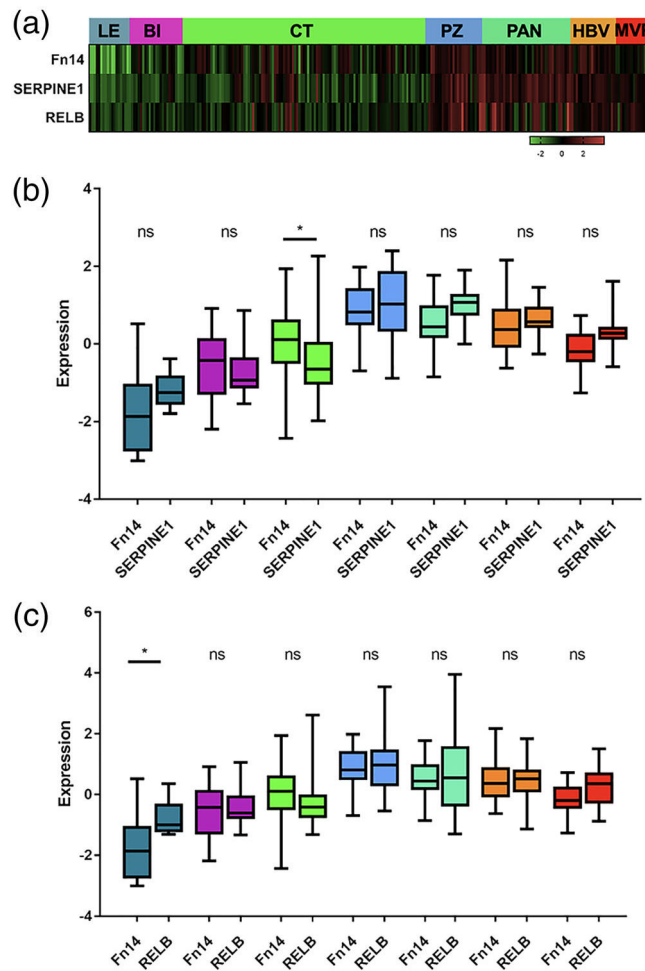 (a)
LE BI CT PZ PAN HBV MVP
Fn14
SERPINE1
RELB
-2 0 2
(b)
4
ns ns * ns ns ns ns
2
Expression
0
-2
-4
Fn14 SERPINE1 Fn14 SERPINE1 Fn14 SERPINE1 Fn14 SERPINE1 Fn14 SERPINE1 Fn14 SERPINE1 Fn14 SERPINE1
(c)
6
4
* ns ns ns ns ns ns
2
Expression
0
-2
-4
Fn14 RELB Fn14 RELB Fn14 RELB Fn14 RELB Fn14 RELB Fn14 RELB Fn14 RELB